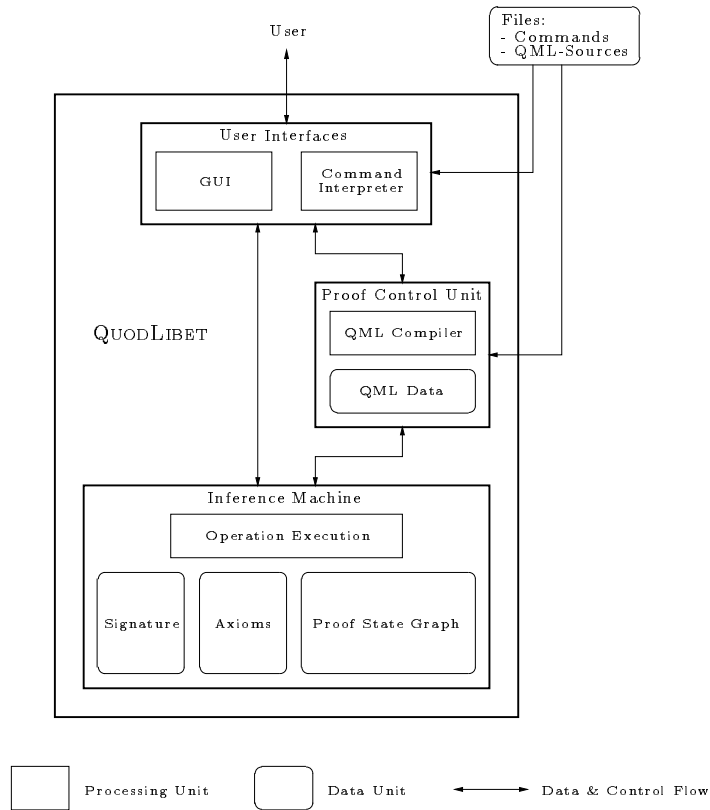 User
Files:
- Commands
- QML-Sources
User Interfaces
GUI
Command
Interpreter
Proof Control Unit
QML Compiler
QML Data
QUODLIBET
Inference Machine
Operation Execution
Signature
Axioms
Proof State Graph
Processing Unit
Data Unit
Data & Control Flow